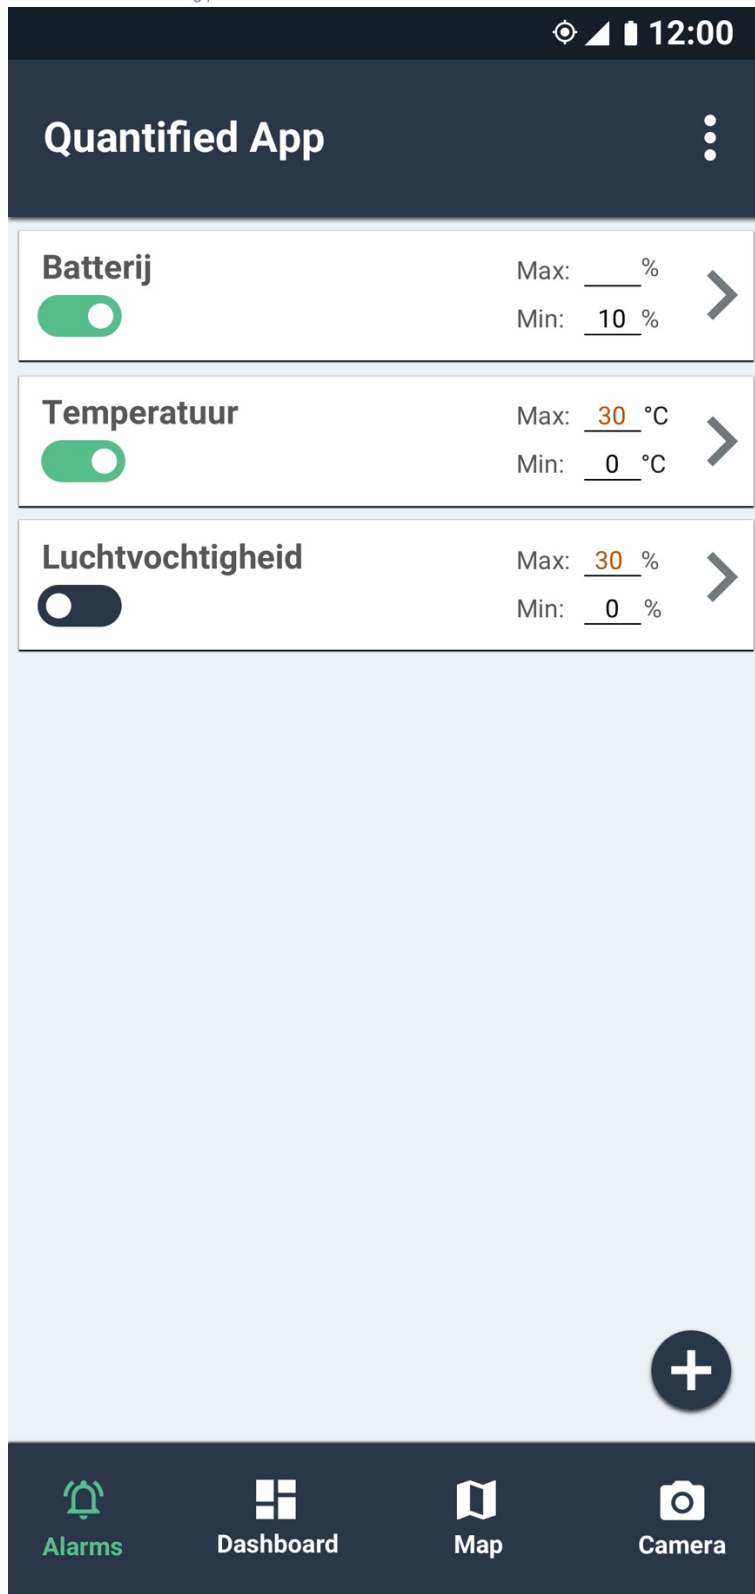 12:00
Quantified App
Batterij
Max: %
Min: 10 %
Temperatuur
Max: 30 °C
Min: 0 °C
Luchtvochtigheid
Max: 30 %
Min: 0 %
Alarms Dashboard Map Camera